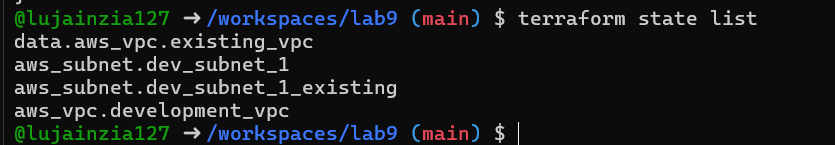 @lujainzia127 ➜ /workspaces/lab9 (main) $ terraform state list
data.aws_vpc.existing_vpc
aws_subnet.dev_subnet_1
aws_subnet.dev_subnet_1_existing
aws_vpc.development_vpc
@lujainzia127 ➜ /workspaces/lab9 (main) $